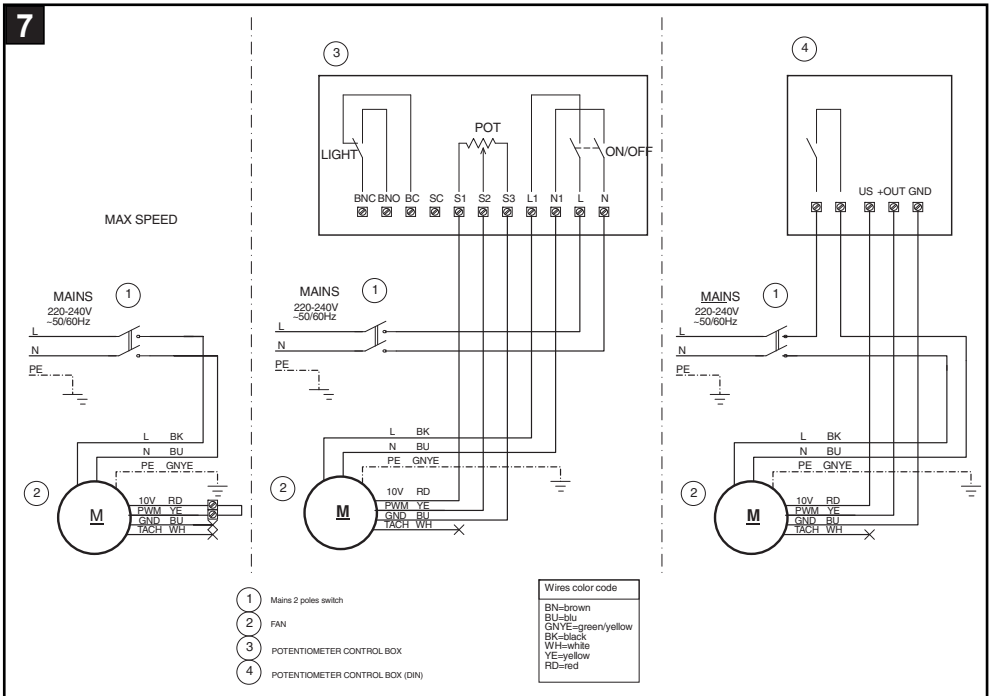 7
MAX SPEED
MAINS
1
220-240V
~50/60Hz
L
N
PE
L BK
N BU
PE GNYE
2
M
10V RD
PWM YE
GND BU
TACH WH
3
POT
LIGHT
ON/OFF
BNC BNO BC SC S1 S2 S3 L1 N1 L N
MAINS
1
220-240V
~50/60Hz
L
N
PE
L BK
N BU
PE GNYE
2
M
10V RD
PWM YE
GND BU
TACH WH
4
US +OUT GND
MAINS
1
220-240V
~50/60Hz
L
N
PE
L BK
N BU
PE GNYE
2
M
10V RD
PWM YE
GND BU
TACH WH
1 Mains 2 poles switch
2 FAN
3 POTENTIOMETER CONTROL BOX
4 POTENTIOMETER CONTROL BOX (DIN)
Wires color code
BN=brown
BU=blu
GNYE=green/yellow
BK=black
WH=white
YE=yellow
RD=red